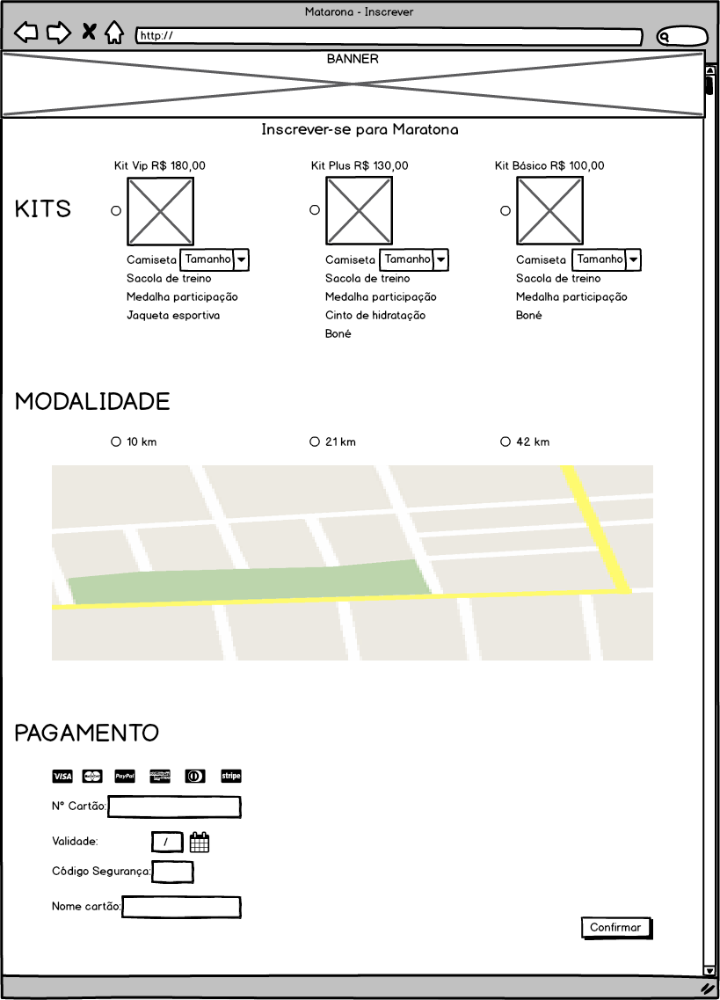 Matarona - Inscrever
http://
BANNER
Inscrever-se para Maratona
Kit Vip R$ 180,00
Kit Plus R$ 130,00
Kit Básico R$ 100,00
KITS
Camiseta Tamanho
Sacola de treino
Medalha participação
Jaqueta esportiva
Camiseta Tamanho
Sacola de treino
Medalha participação
Cinto de hidratação
Boné
Camiseta Tamanho
Sacola de treino
Medalha participação
Boné
MODALIDADE
10 km
21 km
42 km
PAGAMENTO
VISA
PayPal
stripe
Nº Cartão:
Validade: /
Código Segurança:
Nome cartão:
Confirmar